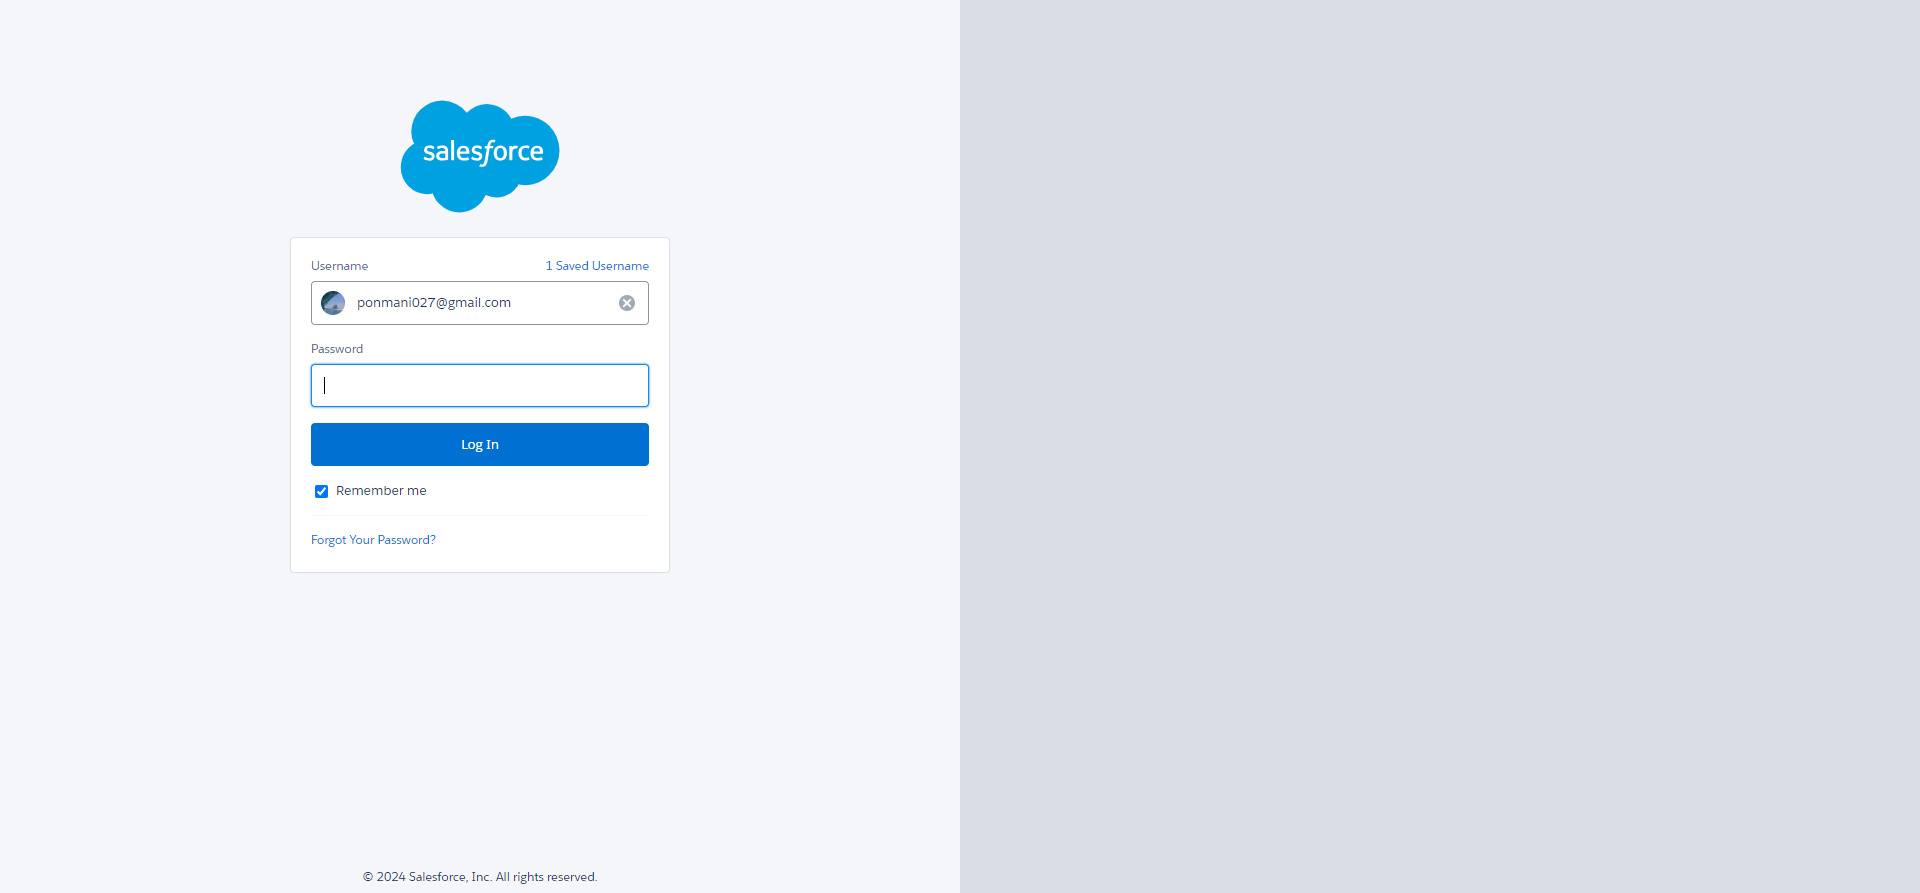 salesforce
Username
1 Saved Username
ponmani027@gmail.com
Password
Log In
Remember me
Forgot Your Password?
© 2024 Salesforce, Inc. All rights reserved.